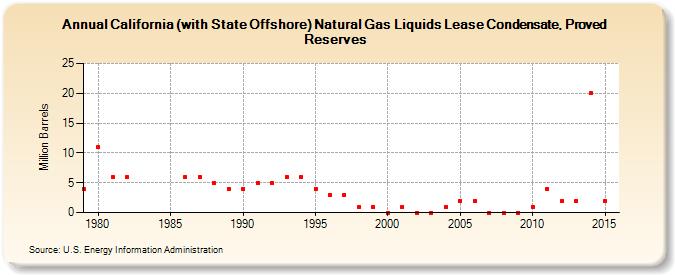 Annual California (with State Offshore) Natural Gas Liquids Lease Condensate, Proved
Reserves
Million Barrels
25
20
15
10
5
0
1980 1985 1990 1995 2000 2005 2010 2015
Source: U.S. Energy Information Administration